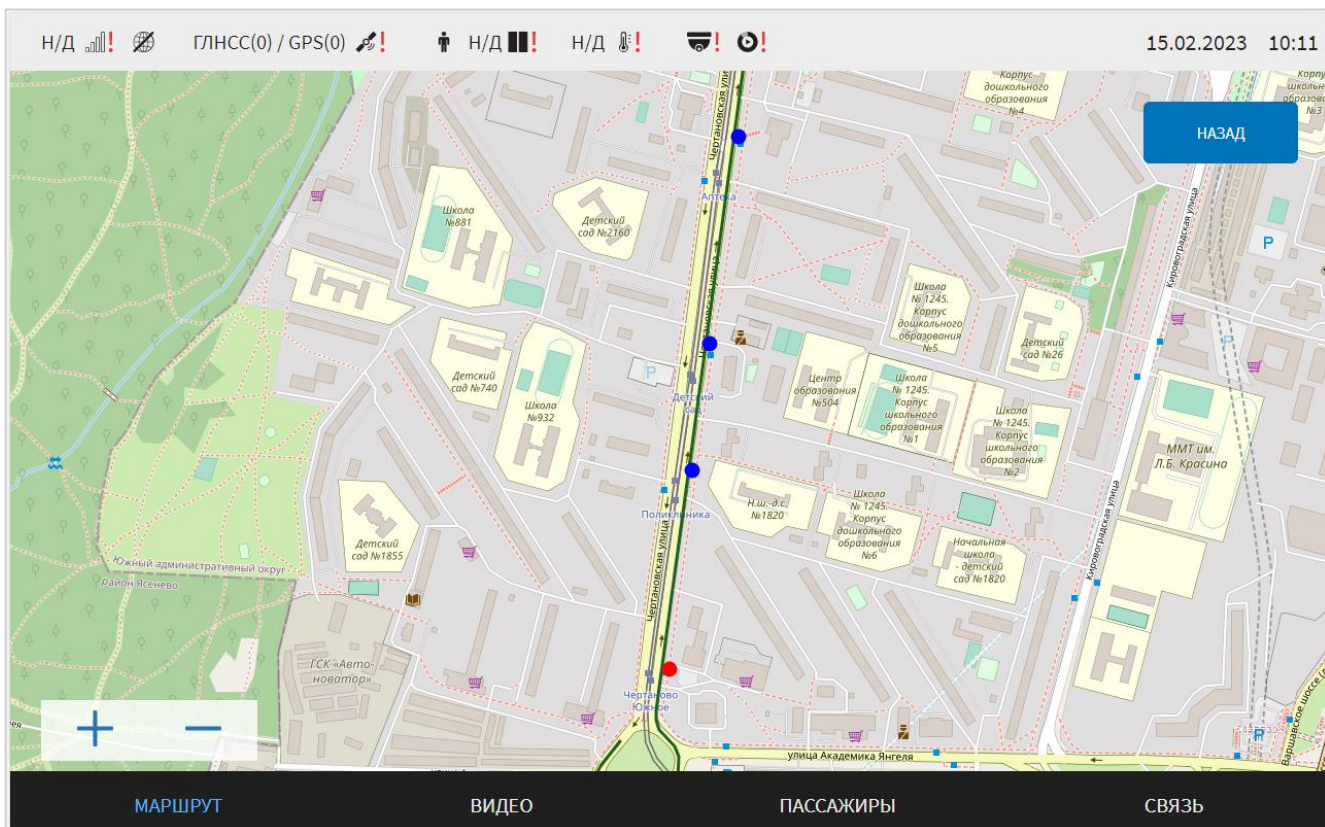 Н/Д
ГЛНСС(0) / GPS(0)
Н/Д
Н/Д
15.02.2023 10:11
Корпус
дошкольного
образования
№4
НАЗАД
Чертановская ули
Аптека
Школа
№881
Детский
сад №2160
Кировоградская улица
P
Школа
№ 1245.
Корпус
дошкольного
образования
№5
Детский
сад №26
Детский
сад №740
Школа
№932
P
Детский
сад
Центр
образования
№504
Школа
№ 1245.
Корпус
школьного
образования
№1
Школа
№ 1245.
Корпус
школьного
образования
№2
P
ММТ им.
Л.Б. Красина
Поликлиника
Н.ш.-д.с.
№1820
Школа
№ 1245.
Корпус
дошкольного
образования
№6
Начальная
школа
- детский
сад №1820
Кировоградская улица
Детский
сад №1855
Южный административный округ
Район Ясенево
Чертановская улица
ГСК «Авто-
новатор»
Чертаново
Южное
улица Академика Янгеля
Варшавское шоссе
P
+ −
МАРШРУТ ВИДЕО ПАССАЖИРЫ СВЯЗЬ